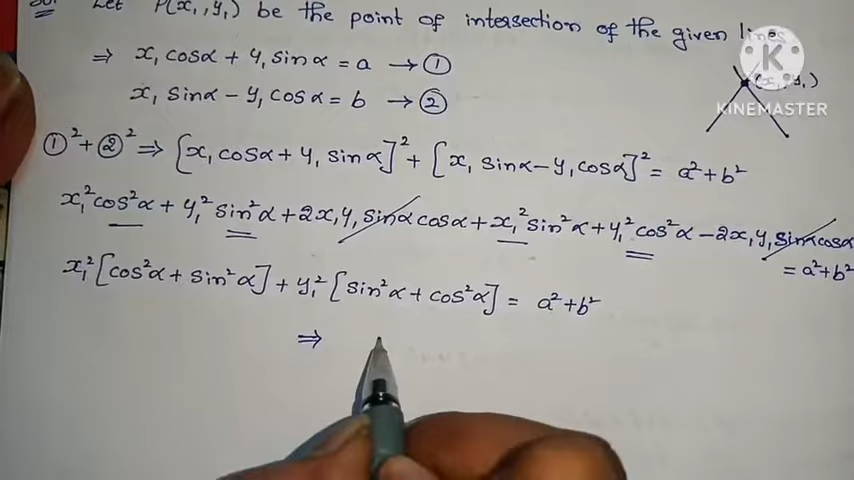 Let P(x₁, y₁) be the point of intersection of the given lines
⇒ x₁ cosα + y₁ sinα = a → ①
x₁ sinα - y₁ cosα = b → ②
(x₁, y₁)
K
KINEMASTER
①² + ②² ⇒ [x₁ cosα + y₁ sinα]² + [x₁ sinα - y₁ cosα]² = a² + b²
x₁² cos²α + y₁² sin²α + 2x₁y₁ sinα cosα + x₁² sin²α + y₁² cos²α - 2x₁y₁ sinα cosα
= a² + b²
x₁² [cos²α + sin²α] + y₁² [sin²α + cos²α] = a² + b²
⇒